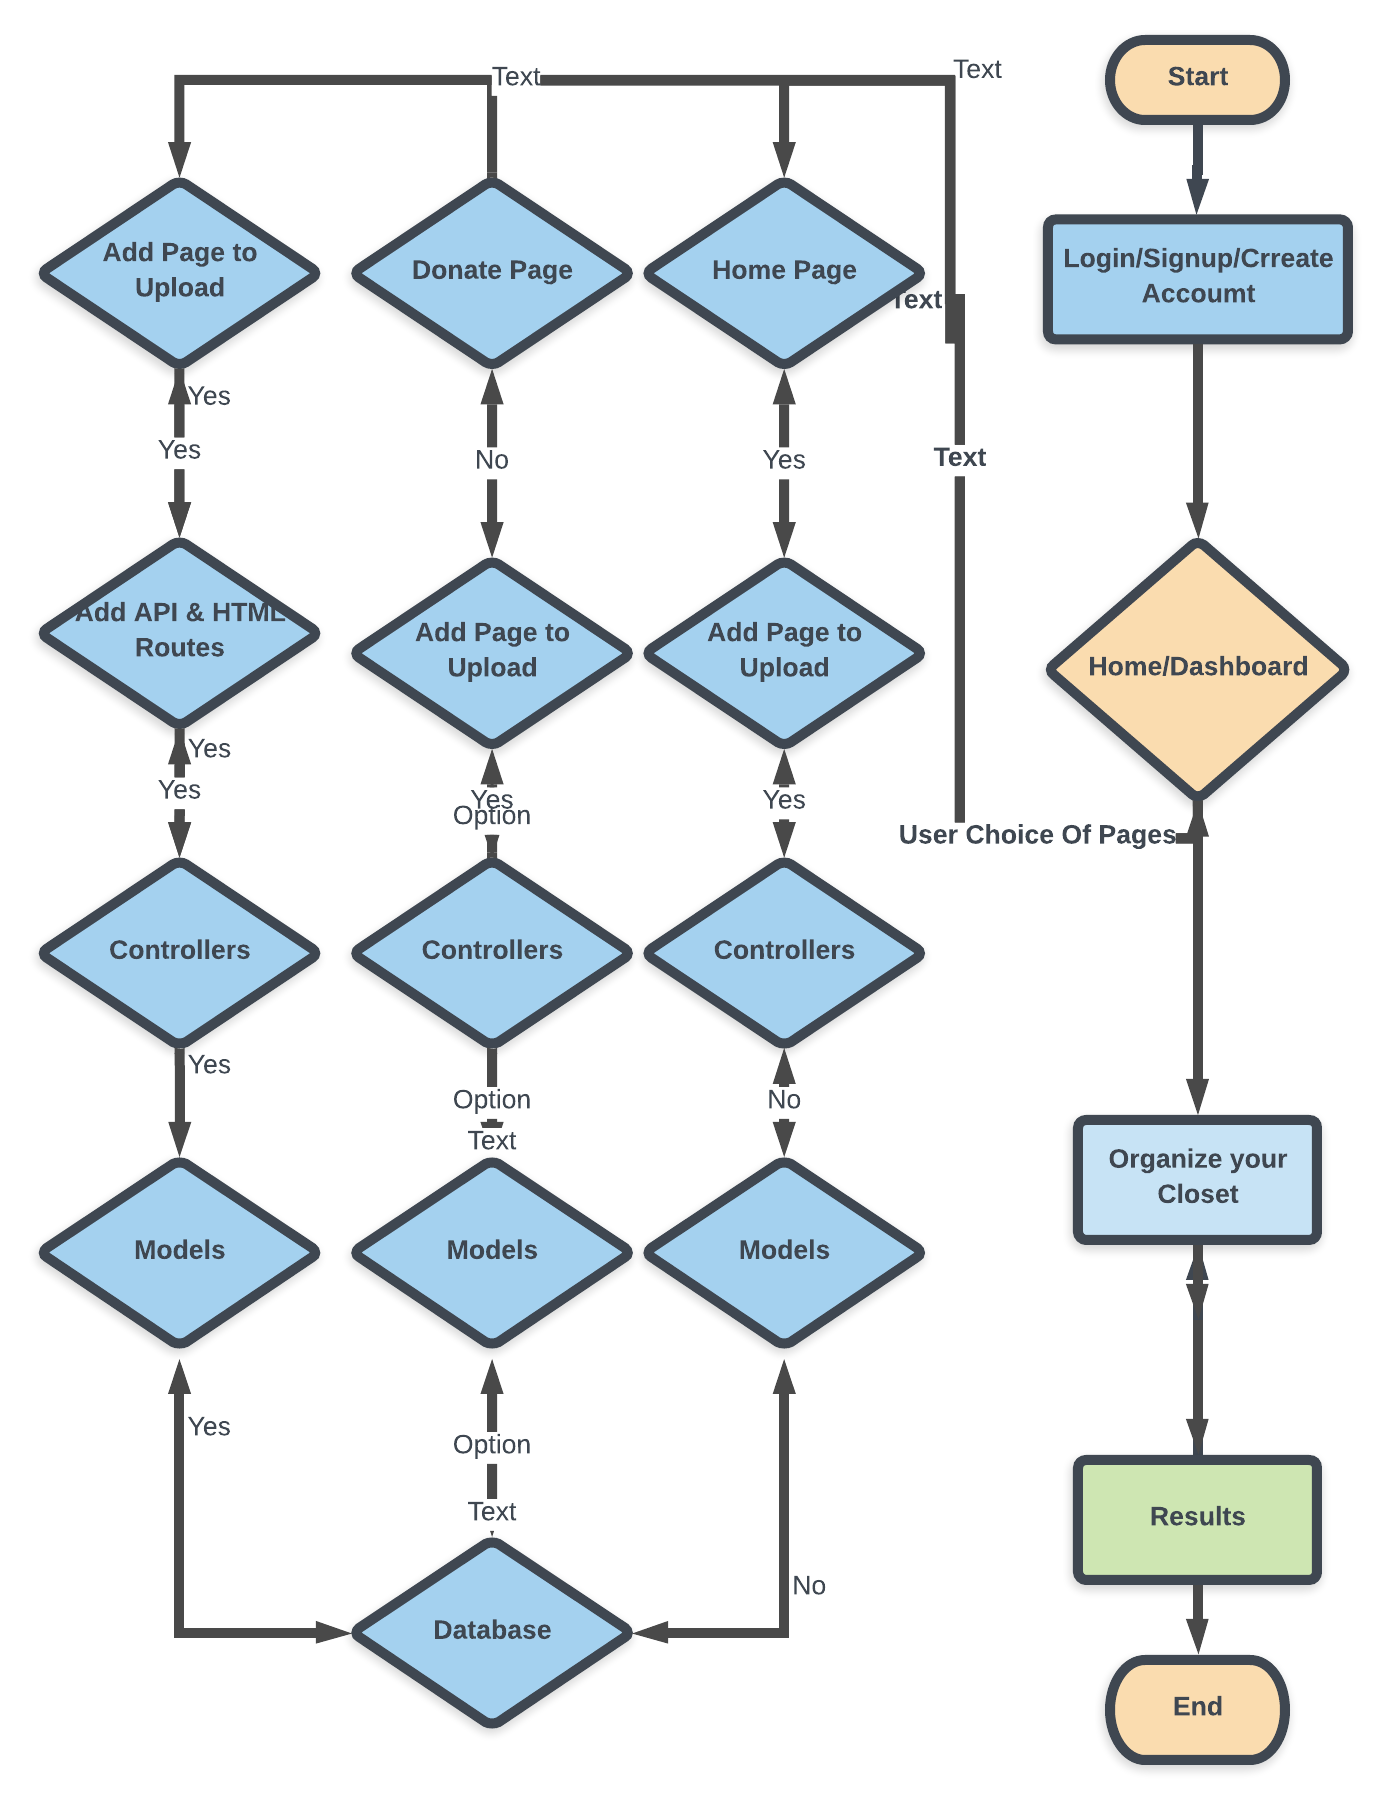 Text
Text
Start
Add Page to
Upload
Donate Page
Home Page
Text
Login/Signup/Crreate
Accoumt
Yes
Yes
No
Yes
Text
Add API & HTML
Routes
Add Page to
Upload
Add Page to
Upload
Home/Dashboard
Yes
Yes
Yes
Option
Yes
User Choice Of Pages
Controllers
Controllers
Controllers
Yes
Option
Text
No
Organize your
Closet
Models
Models
Models
Yes
Option
Text
No
Results
Database
End